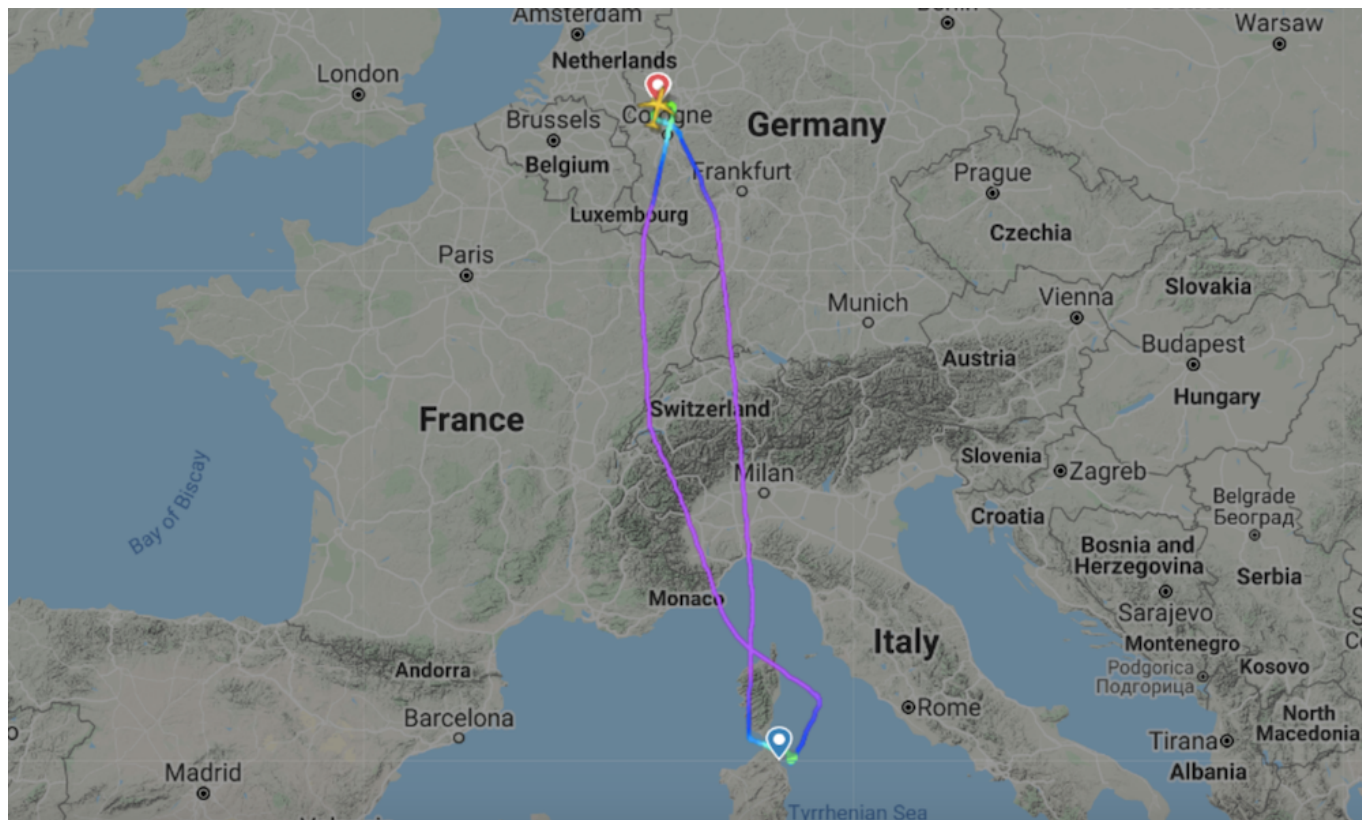 Amsterdam
Warsaw
Netherlands
London
Brussels
Cologne
Germany
Belgium
Frankfurt
Prague
Luxembourg
Czechia
Paris
Slovakia
Munich
Vienna
Budapest
Austria
Hungary
France
Switzerland
Bay of Biscay
Slovenia
Zagreb
Milan
Belgrade
Београд
Croatia
Bosnia and
Herzegovina
Serbia
Monaco
Sarajevo
Italy
Montenegro
Andorra
Podgorica
Подгорица
Kosovo
Barcelona
Rome
North
Macedonia
Tirana
Albania
Madrid
Tyrrhenian Sea